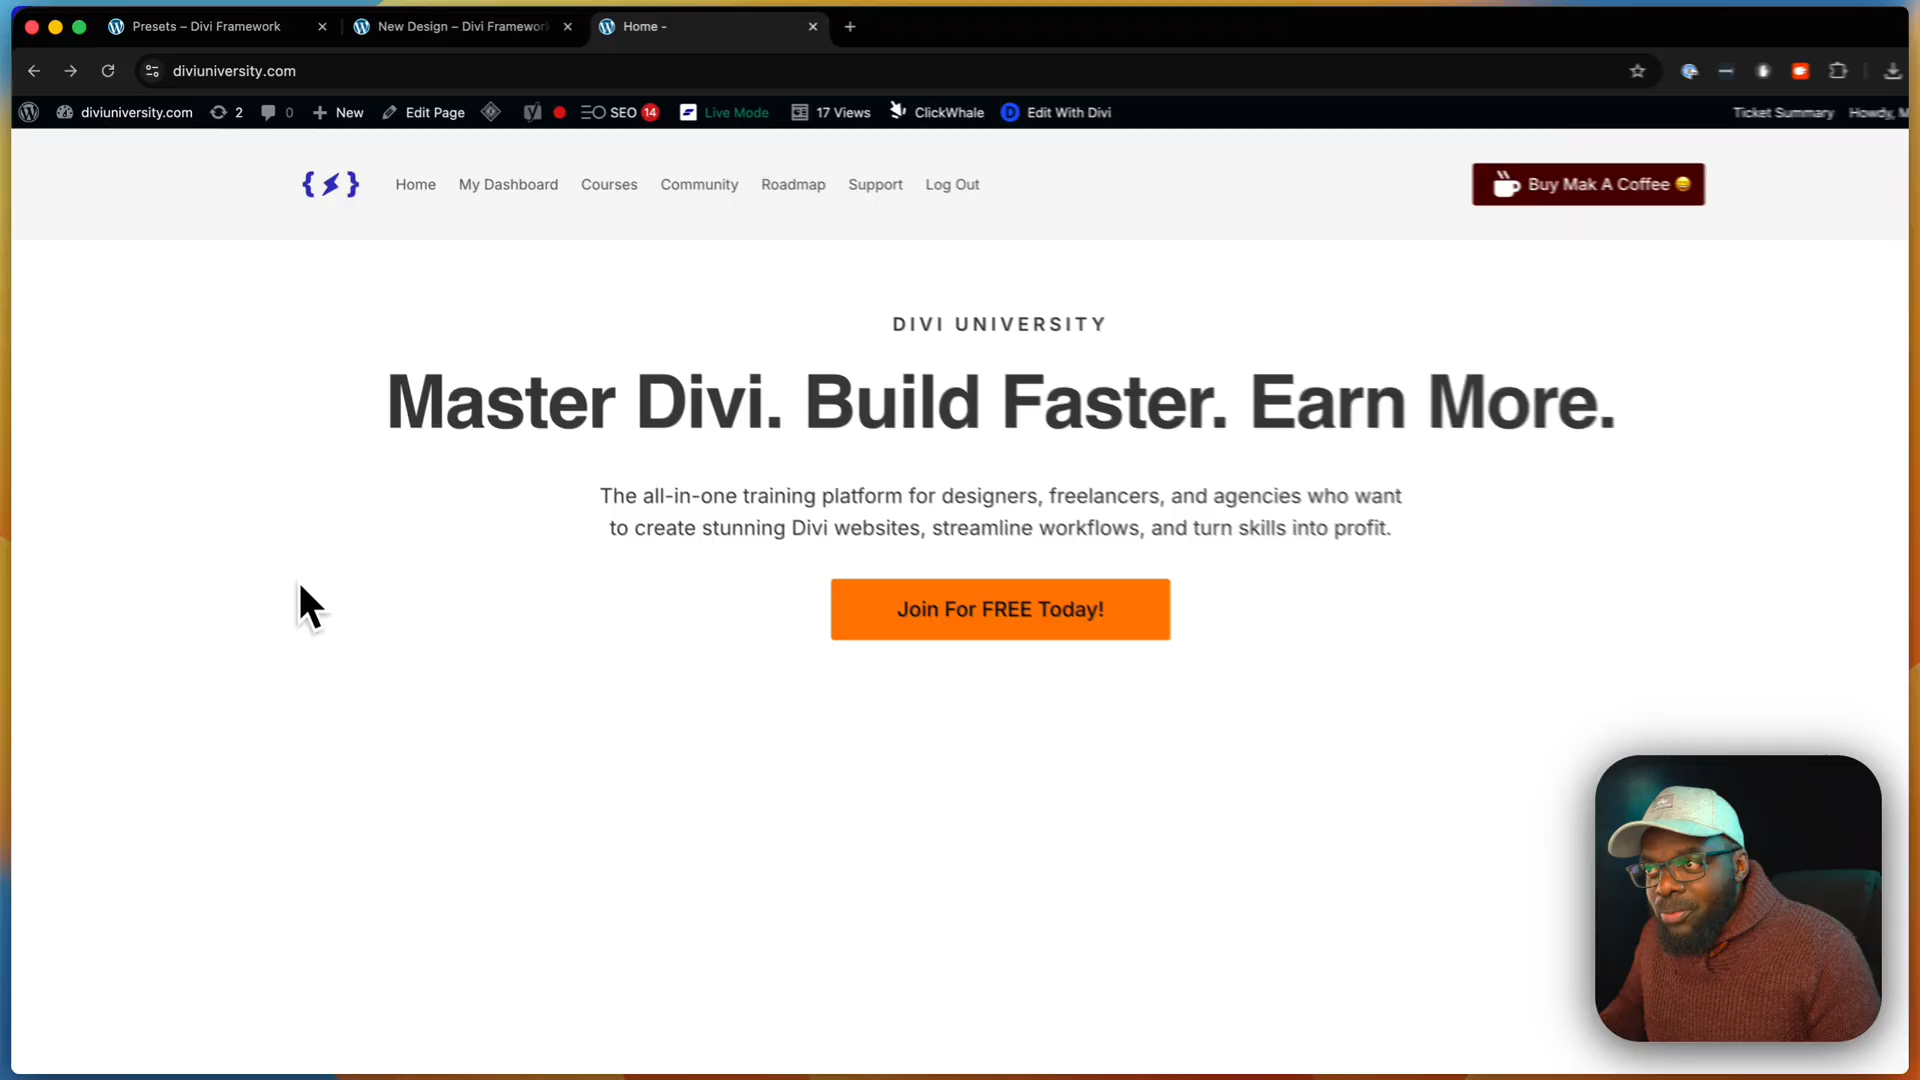 Presets – Divi Framework
New Design – Divi Framework
Home -
diviuniversity.com
diviuniversity.com 2 0 New Edit Page SEO 14 Live Mode 17 Views ClickWhale Edit With Divi Ticket Summary Howdy, M
Home My Dashboard Courses Community Roadmap Support Log Out Buy Mak A Coffee 😄
DIVI UNIVERSITY
Master Divi. Build Faster. Earn More.
The all-in-one training platform for designers, freelancers, and agencies who want
to create stunning Divi websites, streamline workflows, and turn skills into profit.
Join For FREE Today!